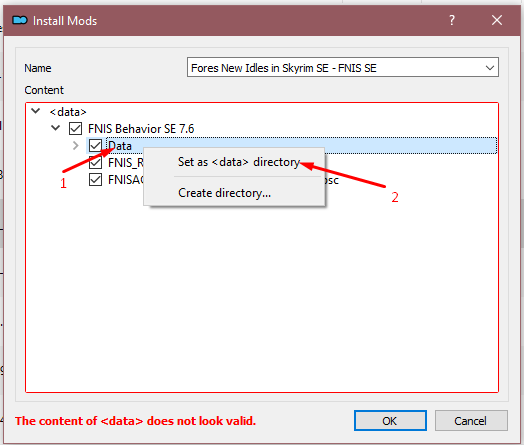 Install Mods
Name
Fores New Idles in Skyrim SE - FNIS SE
Content
<data>
FNIS Behavior SE 7.6
Data
Set as <data> directory
FNIS_R
1
FNISAC
osc
Create directory...
2
The content of <data> does not look valid.
OK
Cancel